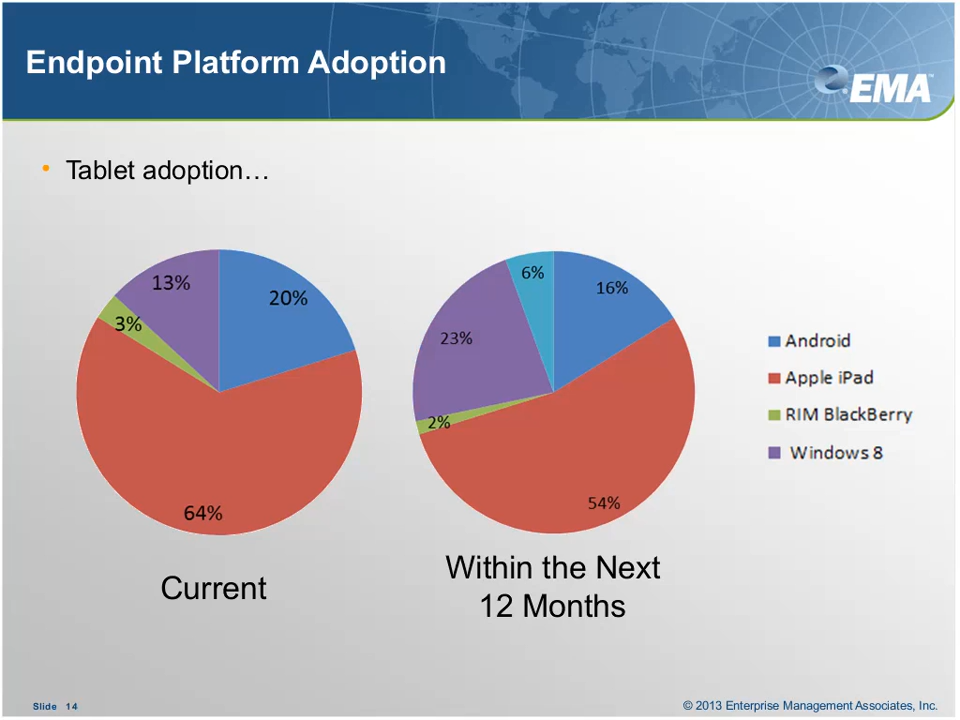 Endpoint Platform Adoption
EMA™
• Tablet adoption…
13%
20%
3%
64%
6%
16%
23%
2%
54%
Android
Apple iPad
RIM BlackBerry
Windows 8
Current
Within the Next
12 Months
Slide 14
© 2013 Enterprise Management Associates, Inc.